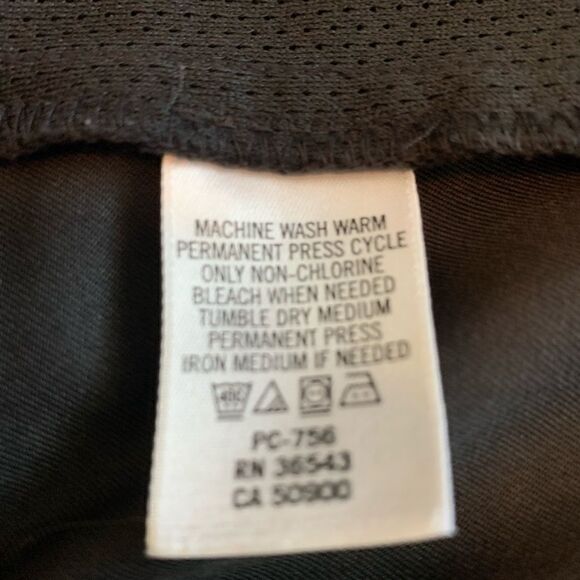 MACHINE WASH WARM
PERMANENT PRESS CYCLE
ONLY NON-CHLORINE
BLEACH WHEN NEEDED
TUMBLE DRY MEDIUM
PERMANENT PRESS
IRON MEDIUM IF NEEDED
40C
PC-756
RN 36543
CA 50900